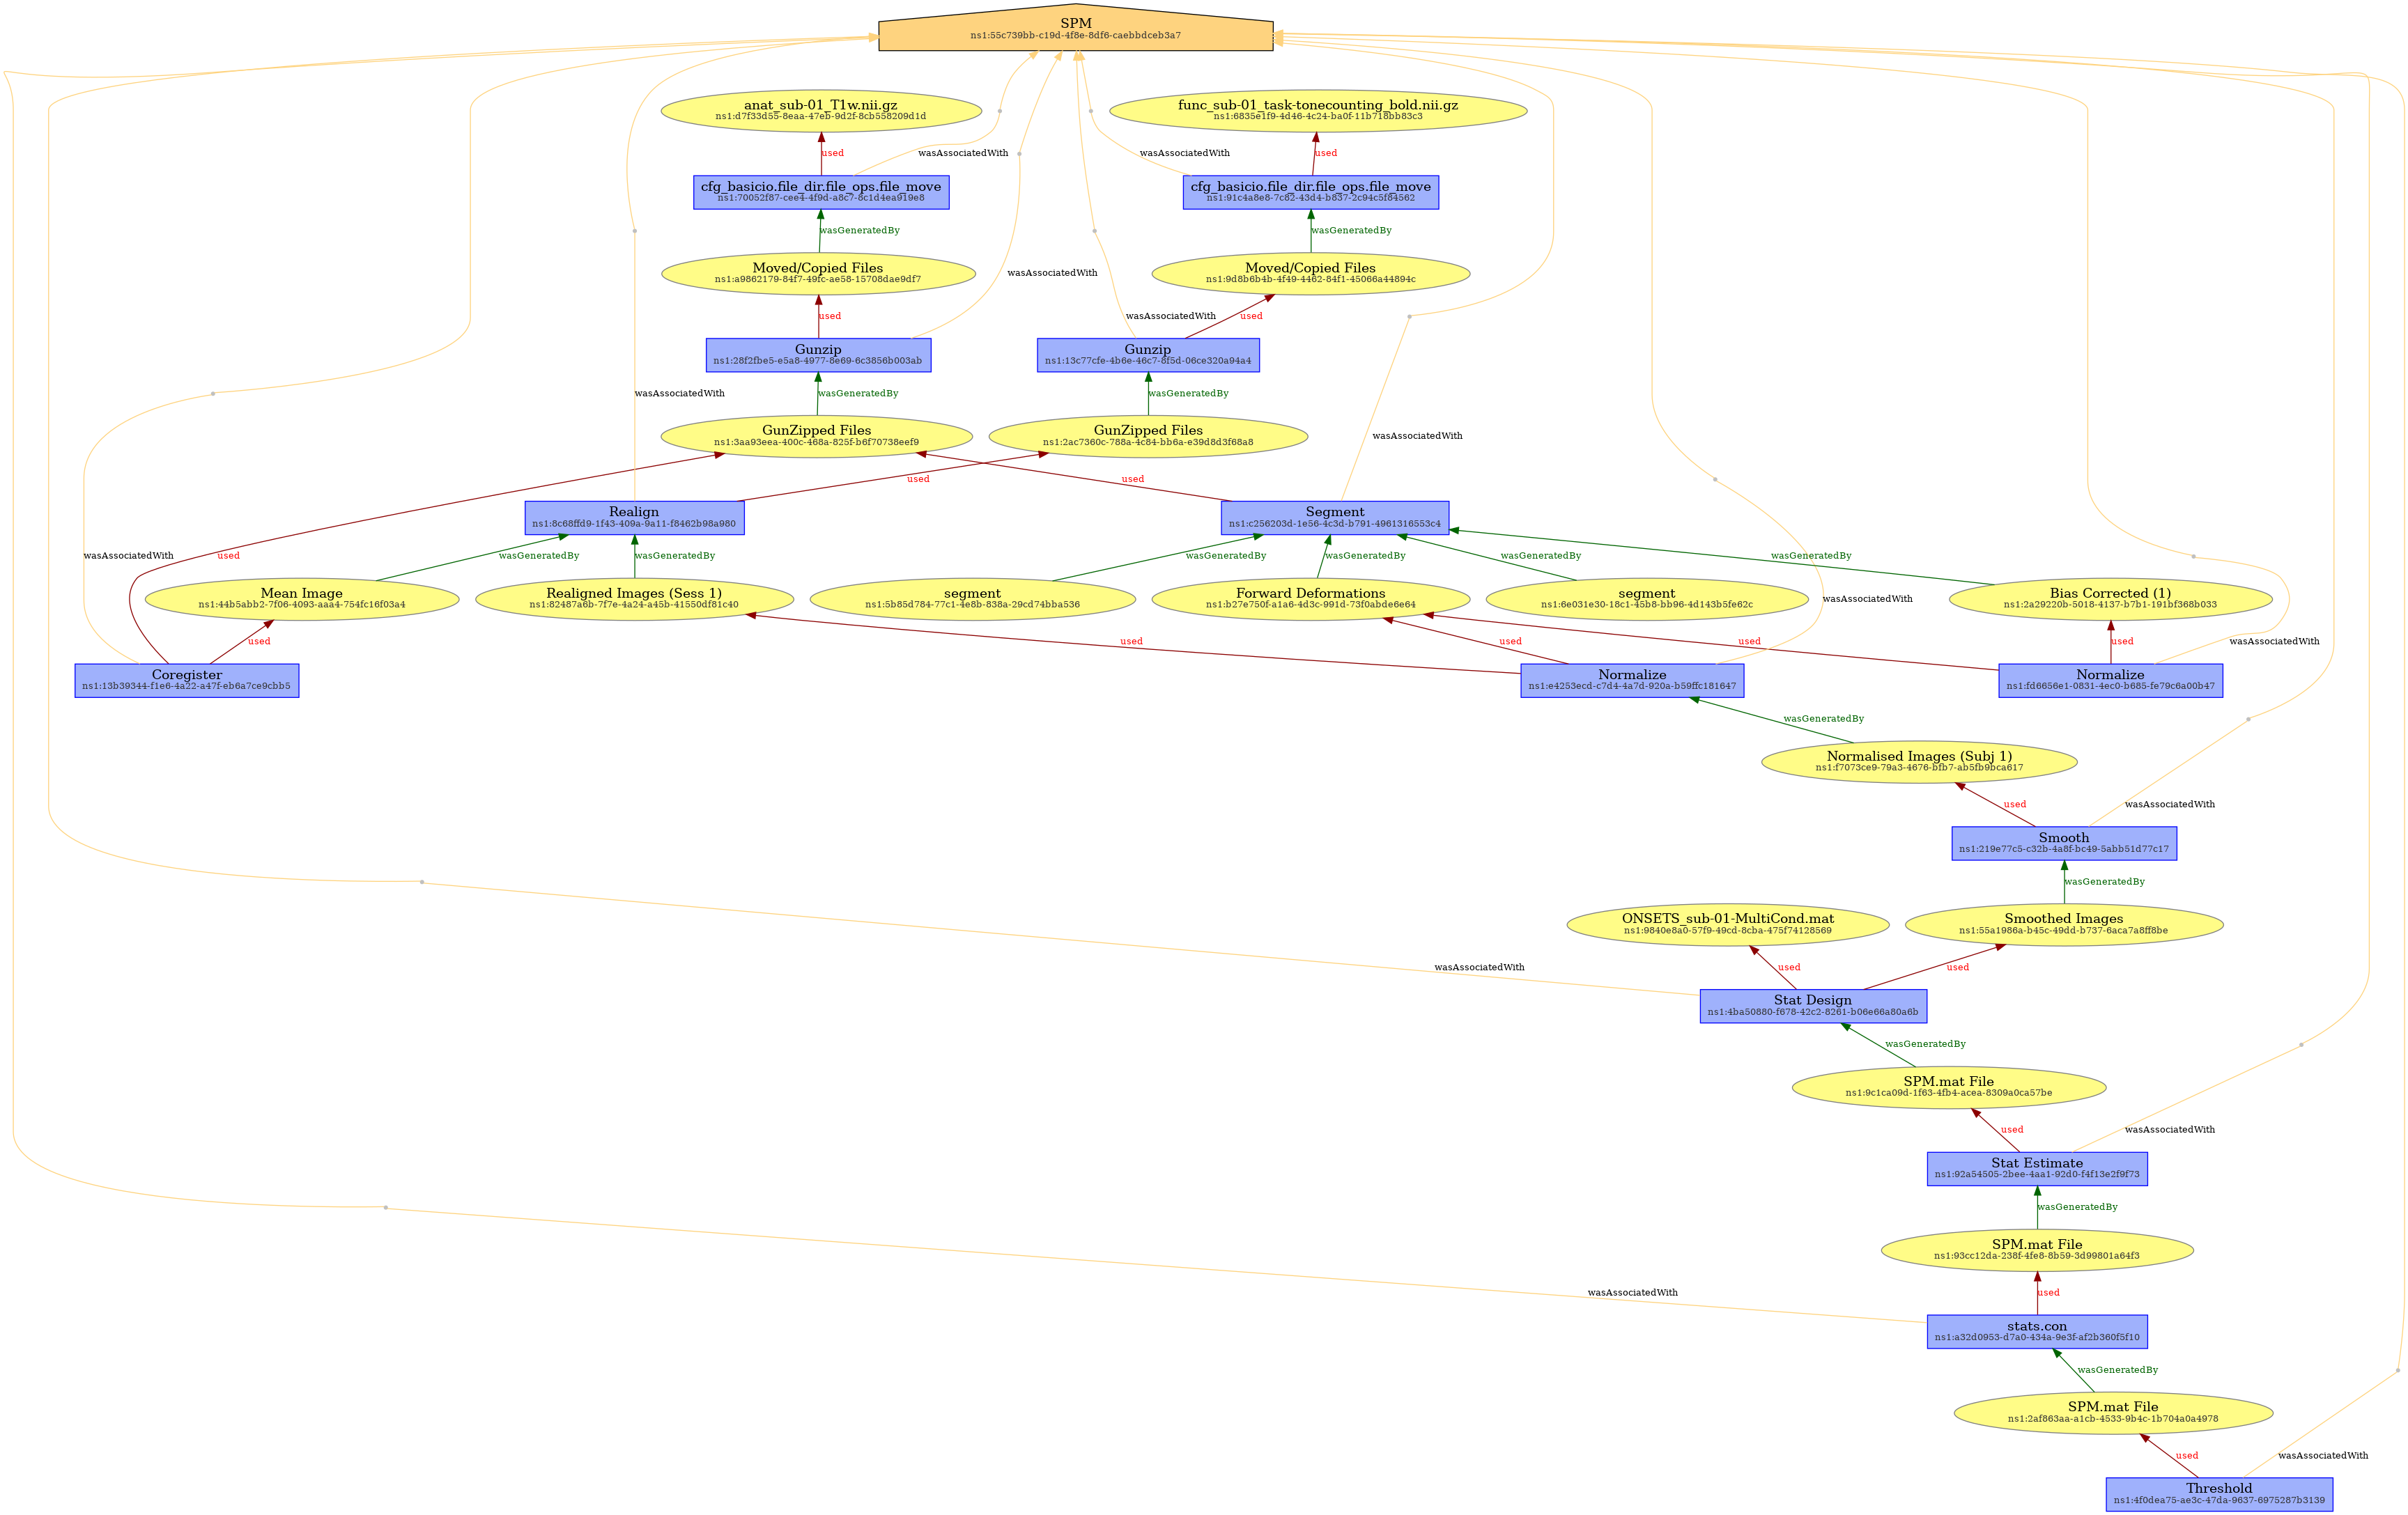 SPM
ns1:55c739bb-c19d-4f8e-8df6-caebbdceb3a7
anat_sub-01_T1w.nii.gz
ns1:d7f33d55-8eaa-47eb-9d2f-8cb558209d1d
func_sub-01_task-tonecounting_bold.nii.gz
ns1:6835e1f9-4d46-4c24-ba0f-11b718bb83c3
used
wasAssociatedWith
wasAssociatedWith
used
cfg_basicio.file_dir.file_ops.file_move
ns1:70052f87-cee4-4f9d-a8c7-8c1d4ea919e8
cfg_basicio.file_dir.file_ops.file_move
ns1:91c4a8e8-7c82-43d4-b837-2c94c5f84562
wasGeneratedBy
wasGeneratedBy
Moved/Copied Files
ns1:a9862179-84f7-49fc-ae58-15708dae9df7
wasAssociatedWith
Moved/Copied Files
ns1:9d8b6b4b-4f49-4462-84f1-45066a44894c
used
wasAssociatedWith
used
Gunzip
ns1:28f2fbe5-e5a8-4977-8e69-6c3856b003ab
Gunzip
ns1:13c77cfe-4b6e-46c7-8f5d-06ce320a94a4
wasAssociatedWith
wasGeneratedBy
wasGeneratedBy
GunZipped Files
ns1:3aa93eea-400c-468a-825f-b6f70738eef9
GunZipped Files
ns1:2ac7360c-788a-4c84-bb6a-e39d8d3f68a8
wasAssociatedWith
used
used
Realign
ns1:8c68ffd9-1f43-409a-9a11-f8462b98a980
Segment
ns1:c256203d-1e56-4c3d-b791-4961316553c4
wasAssociatedWith
used
wasGeneratedBy
wasGeneratedBy
wasGeneratedBy
wasGeneratedBy
wasGeneratedBy
wasGeneratedBy
Mean Image
ns1:44b5abb2-7f06-4093-aaa4-754fc16f03a4
Realigned Images (Sess 1)
ns1:82487a6b-7f7e-4a24-a45b-41550df81c40
segment
ns1:5b85d784-77c1-4e8b-838a-29cd74bba536
Forward Deformations
ns1:b27e750f-a1a6-4d3c-991d-73f0abde6e64
segment
ns1:6e031e30-18c1-45b8-bb96-4d143b5fe62c
wasAssociatedWith
Bias Corrected (1)
ns1:2a29220b-5018-4137-b7b1-191bf368b033
used
used
used
used
used
wasAssociatedWith
Coregister
ns1:13b39344-f1e6-4a22-a47f-eb6a7ce9cbb5
Normalize
ns1:e4253ecd-c7d4-4a7d-920a-b59ffc181647
Normalize
ns1:fd6656e1-0831-4ec0-b685-fe79c6a00b47
wasGeneratedBy
Normalised Images (Subj 1)
ns1:f7073ce9-79a3-4676-bfb7-ab5fb9bca617
used
wasAssociatedWith
Smooth
ns1:219e77c5-c32b-4a8f-bc49-5abb51d77c17
wasGeneratedBy
ONSETS_sub-01-MultiCond.mat
ns1:9840e8a0-57f9-49cd-8cba-475f74128569
Smoothed Images
ns1:55a1986a-b45c-49dd-b737-6aca7a8ff8be
wasAssociatedWith
used
used
Stat Design
ns1:4ba50880-f678-42c2-8261-b06e66a80a6b
wasGeneratedBy
SPM.mat File
ns1:9c1ca09d-1f63-4fb4-acea-8309a0ca57be
used
wasAssociatedWith
Stat Estimate
ns1:92a54505-2bee-4aa1-92d0-f4f13e2f9f73
wasGeneratedBy
SPM.mat File
ns1:93cc12da-238f-4fe8-8b59-3d99801a64f3
wasAssociatedWith
used
stats.con
ns1:a32d0953-d7a0-434a-9e3f-af2b360f5f10
wasGeneratedBy
SPM.mat File
ns1:2af863aa-a1cb-4533-9b4c-1b704a0a4978
used
wasAssociatedWith
Threshold
ns1:4f0dea75-ae3c-47da-9637-6975287b3139